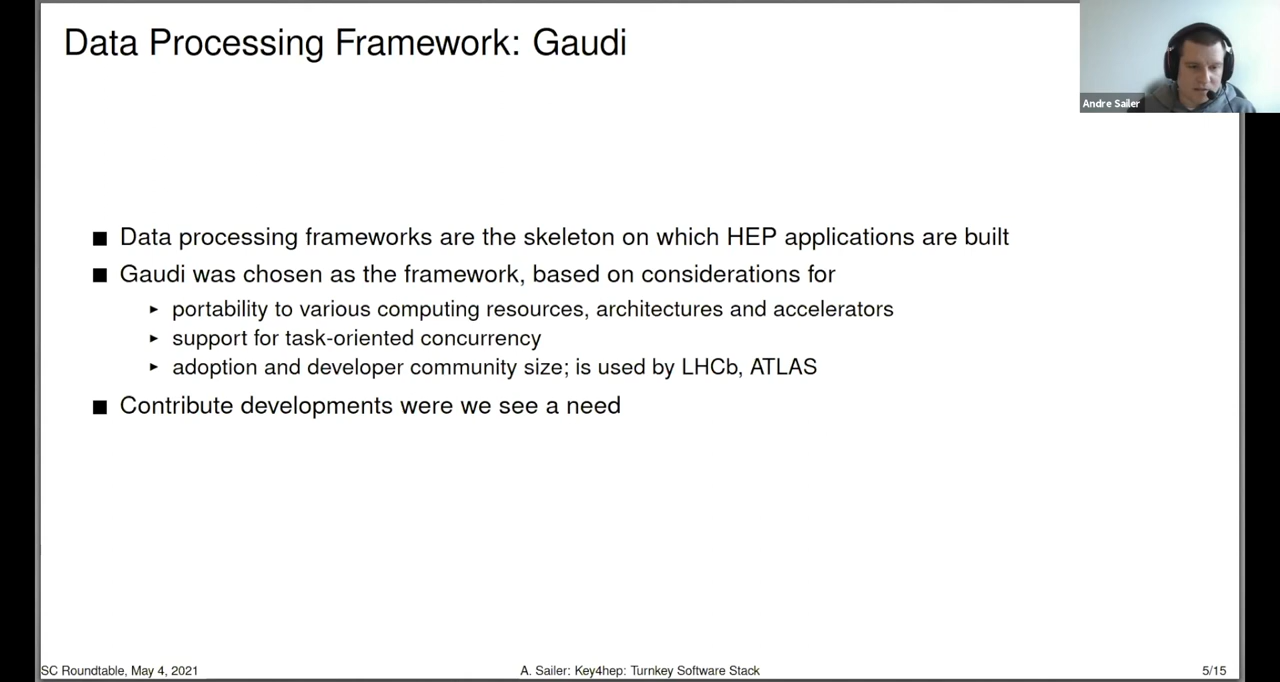 Data Processing Framework: Gaudi
Andre Sailer
Data processing frameworks are the skeleton on which HEP applications are built
Gaudi was chosen as the framework, based on considerations for
portability to various computing resources, architectures and accelerators
support for task-oriented concurrency
adoption and developer community size; is used by LHCb, ATLAS
Contribute developments were we see a need
SC Roundtable, May 4, 2021
A. Sailer: Key4hep: Turnkey Software Stack
5/15